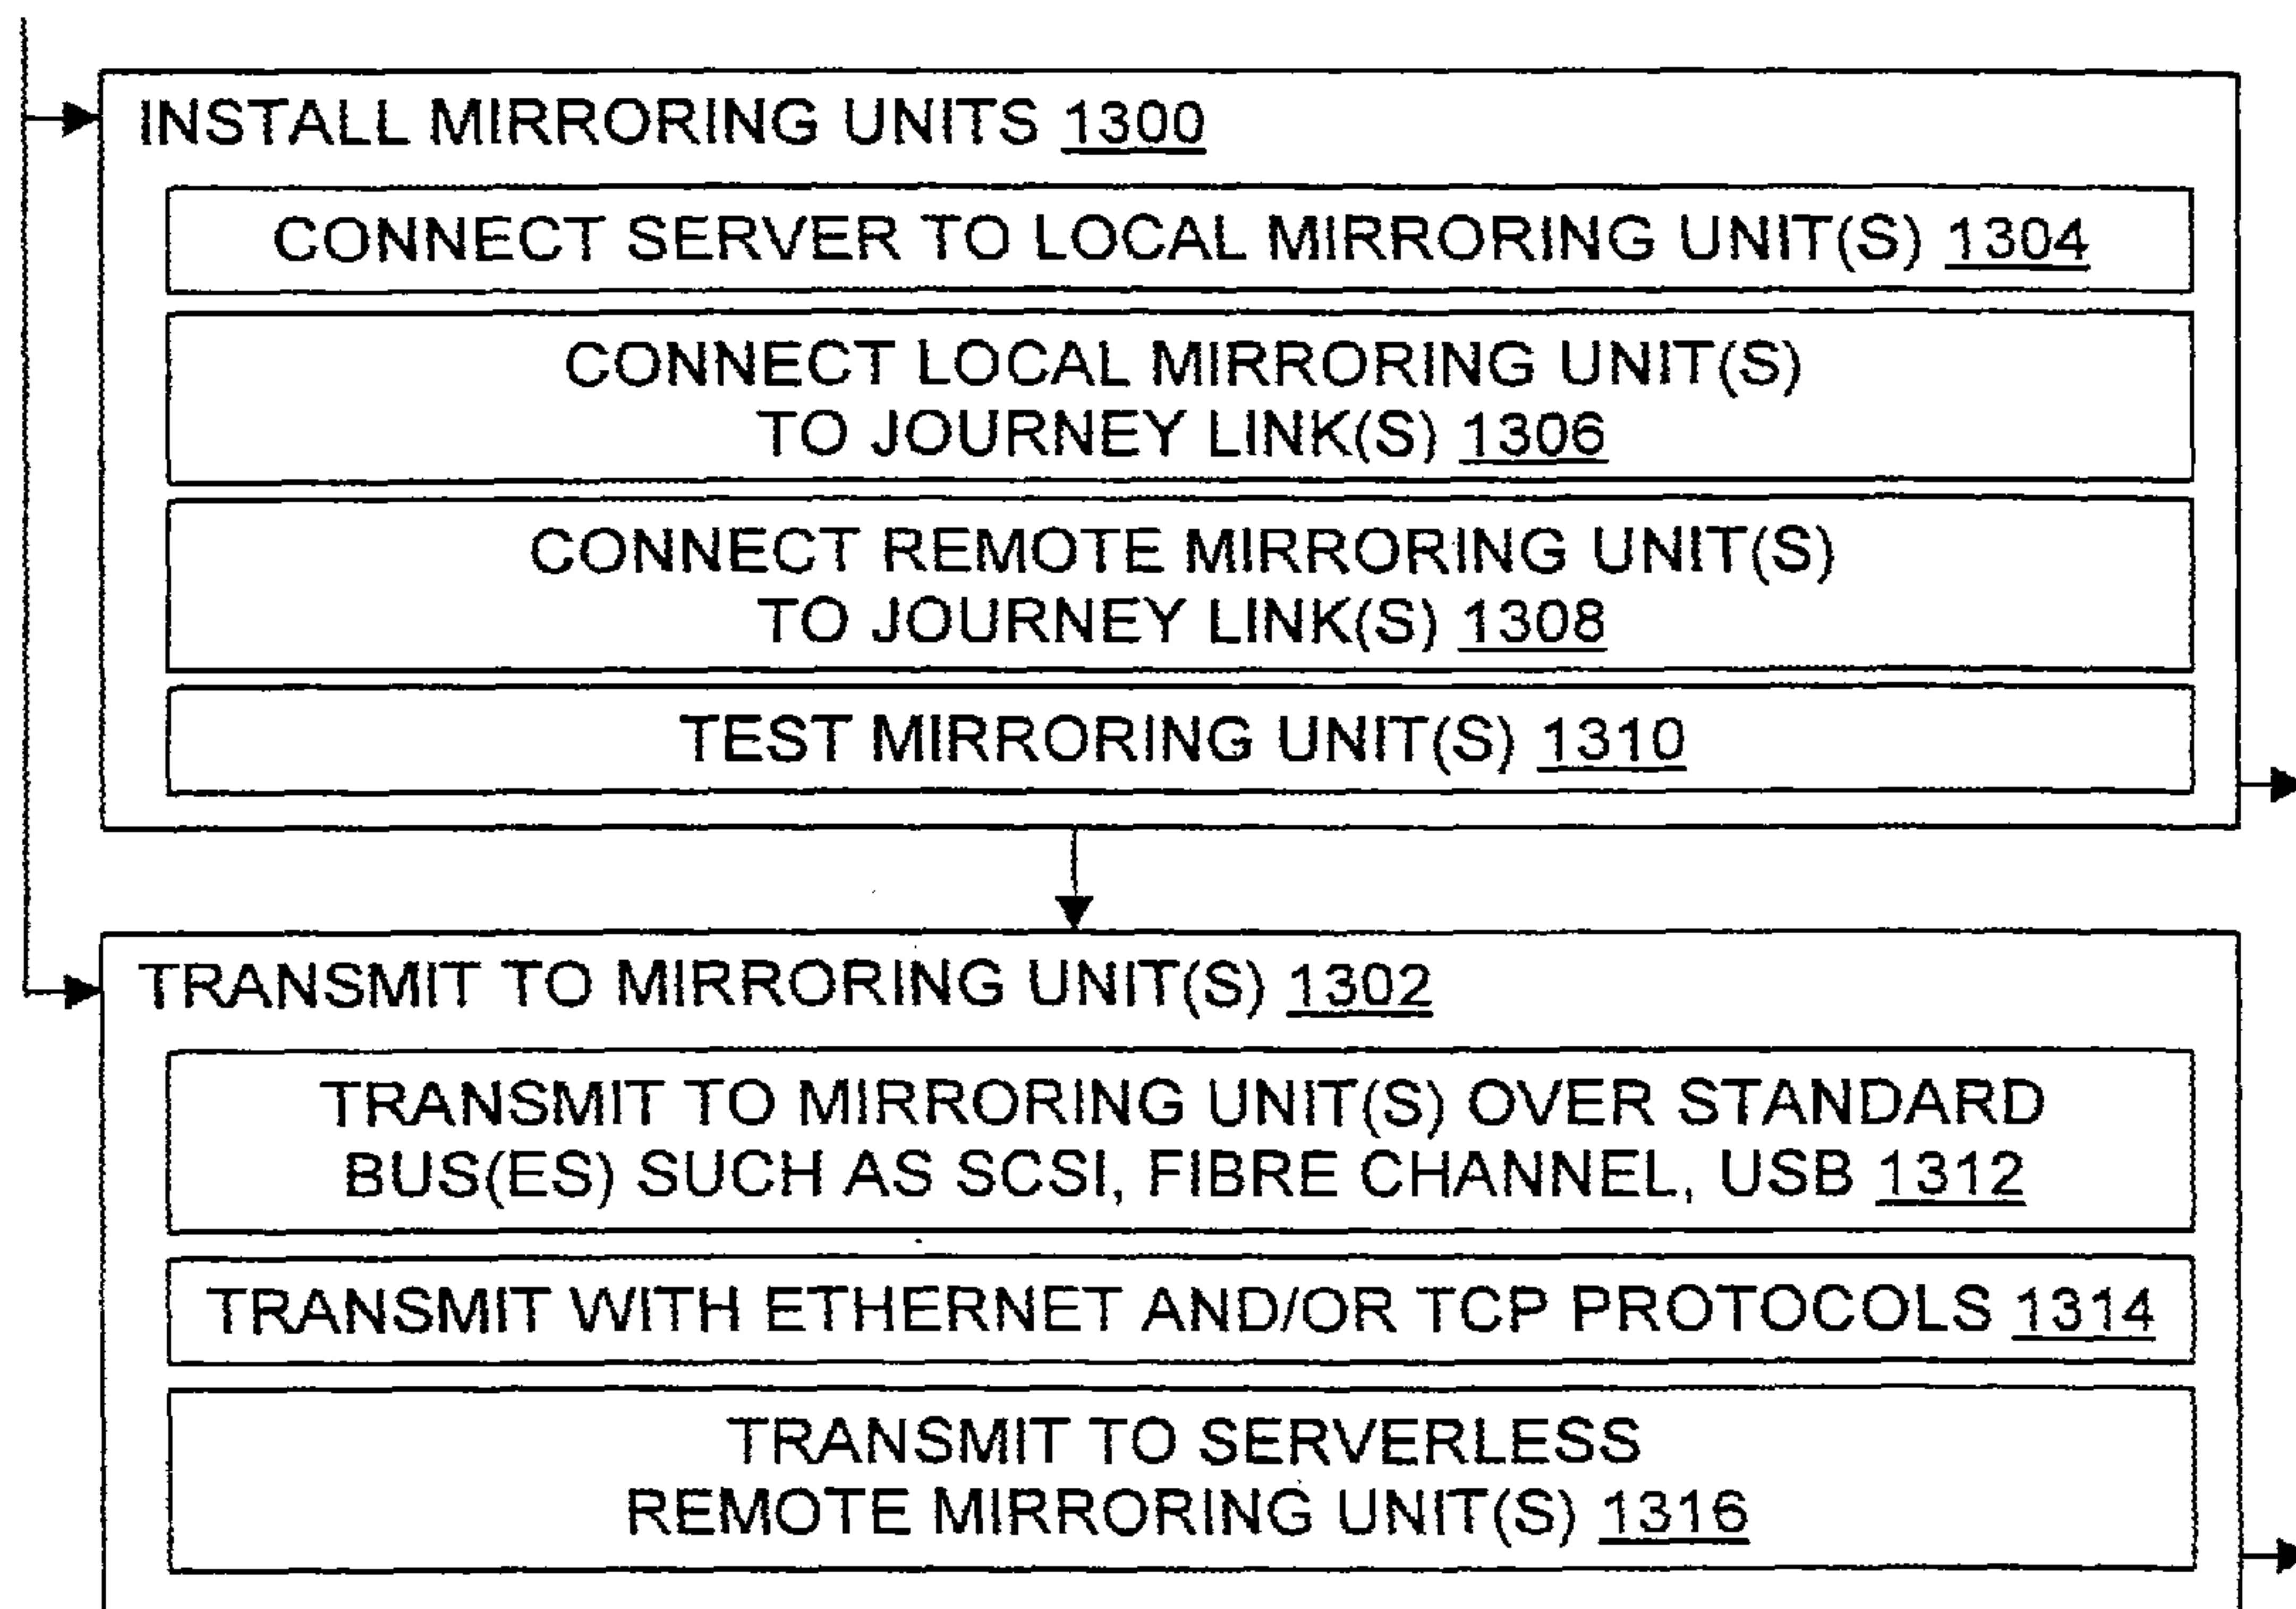 INSTALL MIRRORING UNITS 1300
CONNECT SERVER TO LOCAL MIRRORING UNIT(S) 1304
CONNECT LOCAL MIRRORING UNIT(S)
TO JOURNEY LINK(S) 1306
CONNECT REMOTE MIRRORING UNIT(S)
TO JOURNEY LINK(S) 1308
TEST MIRRORING UNIT(S) 1310
TRANSMIT TO MIRRORING UNIT(S) 1302
TRANSMIT TO MIRRORING UNIT(S) OVER STANDARD
BUS(ES) SUCH AS SCSI, FIBRE CHANNEL, USB 1312
TRANSMIT WITH ETHERNET AND/OR TCP PROTOCOLS 1314
TRANSMIT TO SERVERLESS
REMOTE MIRRORING UNIT(S) 1316